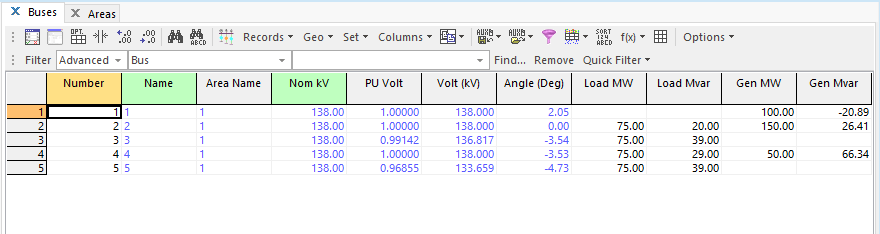 Buses Areas
Records Geo Set Columns AUXB AUXB SORT 124 ABC f(x) Options
Filter Advanced Bus Find... Remove Quick Filter
Number Name Area Name Nom kV PU Volt Volt (kV) Angle (Deg) Load MW Load Mvar Gen MW Gen Mvar
1 1 1 1 138.00 1.00000 138.000 2.05 100.00 -20.89
2 2 2 1 138.00 1.00000 138.000 0.00 75.00 20.00 150.00 26.41
3 3 3 1 138.00 0.99142 136.817 -3.54 75.00 39.00
4 4 4 1 138.00 1.00000 138.000 -3.53 75.00 29.00 50.00 66.34
5 5 5 1 138.00 0.96855 133.659 -4.73 75.00 39.00